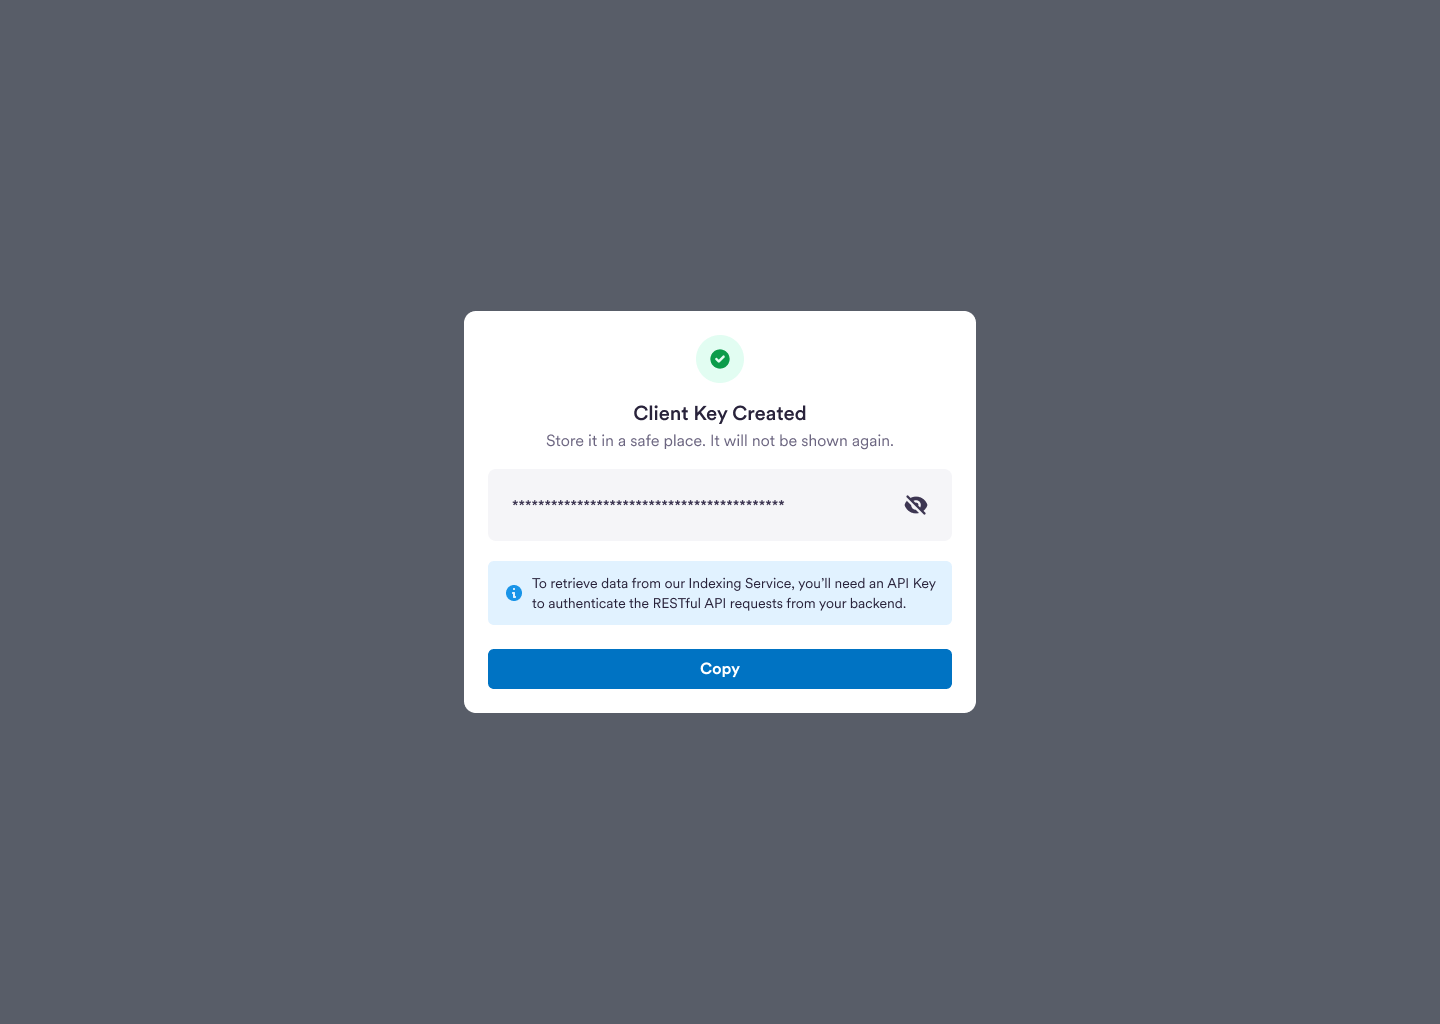 Client Key Created
Store it in a safe place. It will not be shown again.
******************************************
To retrieve data from our Indexing Service, you’ll need an API Key
to authenticate the RESTful API requests from your backend.
Copy